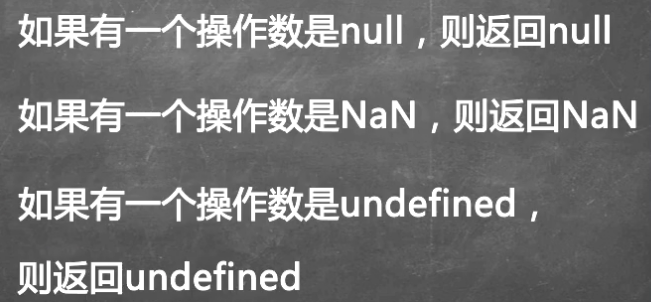 如果有一个操作数是null，则返回null
如果有一个操作数是NaN，则返回NaN
如果有一个操作数是undefined，
则返回undefined